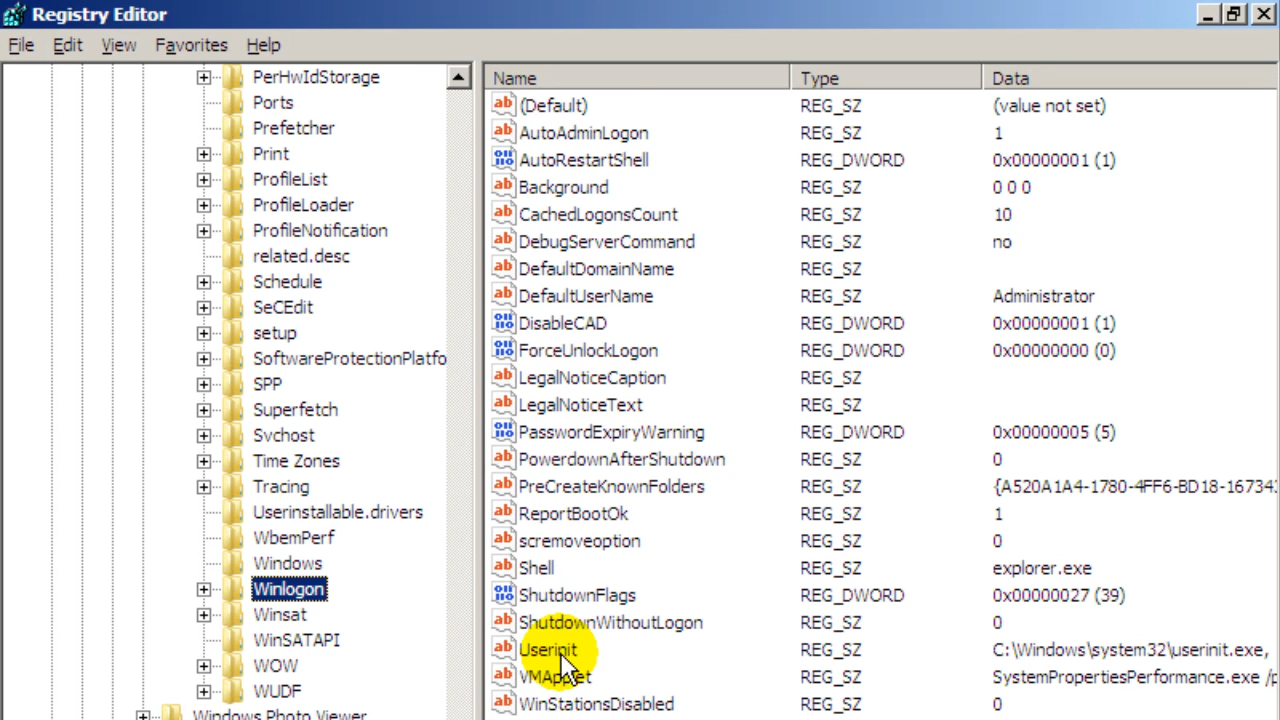 Registry Editor
File Edit View Favorites Help
PerHwIdStorage
Ports
Prefetcher
Print
ProfileList
ProfileLoader
ProfileNotification
related.desc
Schedule
SeCEdit
setup
SoftwareProtectionPlatfo
SPP
Superfetch
Svchost
Time Zones
Tracing
Userinstallable.drivers
WbemPerf
Windows
Winlogon
Winsat
WinSATAPI
WOW
WUDF
Windows Photo Viewer
Name Type Data
(Default) REG_SZ (value not set)
AutoAdminLogon REG_SZ 1
AutoRestartShell REG_DWORD 0x00000001 (1)
Background REG_SZ 0 0 0
CachedLogonsCount REG_SZ 10
DebugServerCommand REG_SZ no
DefaultDomainName REG_SZ
DefaultUserName REG_SZ Administrator
DisableCAD REG_DWORD 0x00000001 (1)
ForceUnlockLogon REG_DWORD 0x00000000 (0)
LegalNoticeCaption REG_SZ
LegalNoticeText REG_SZ
PasswordExpiryWarning REG_DWORD 0x00000005 (5)
PowerdownAfterShutdown REG_SZ 0
PreCreateKnownFolders REG_SZ {A520A1A4-1780-4FF6-BD18-167343
ReportBootOk REG_SZ 1
scremoveoption REG_SZ 0
Shell REG_SZ explorer.exe
ShutdownFlags REG_DWORD 0x00000027 (39)
ShutdownWithoutLogon REG_SZ 0
Userinit REG_SZ C:\Windows\system32\userinit.exe,
VMApplet REG_SZ SystemPropertiesPerformance.exe /p
WinStationsDisabled REG_SZ 0